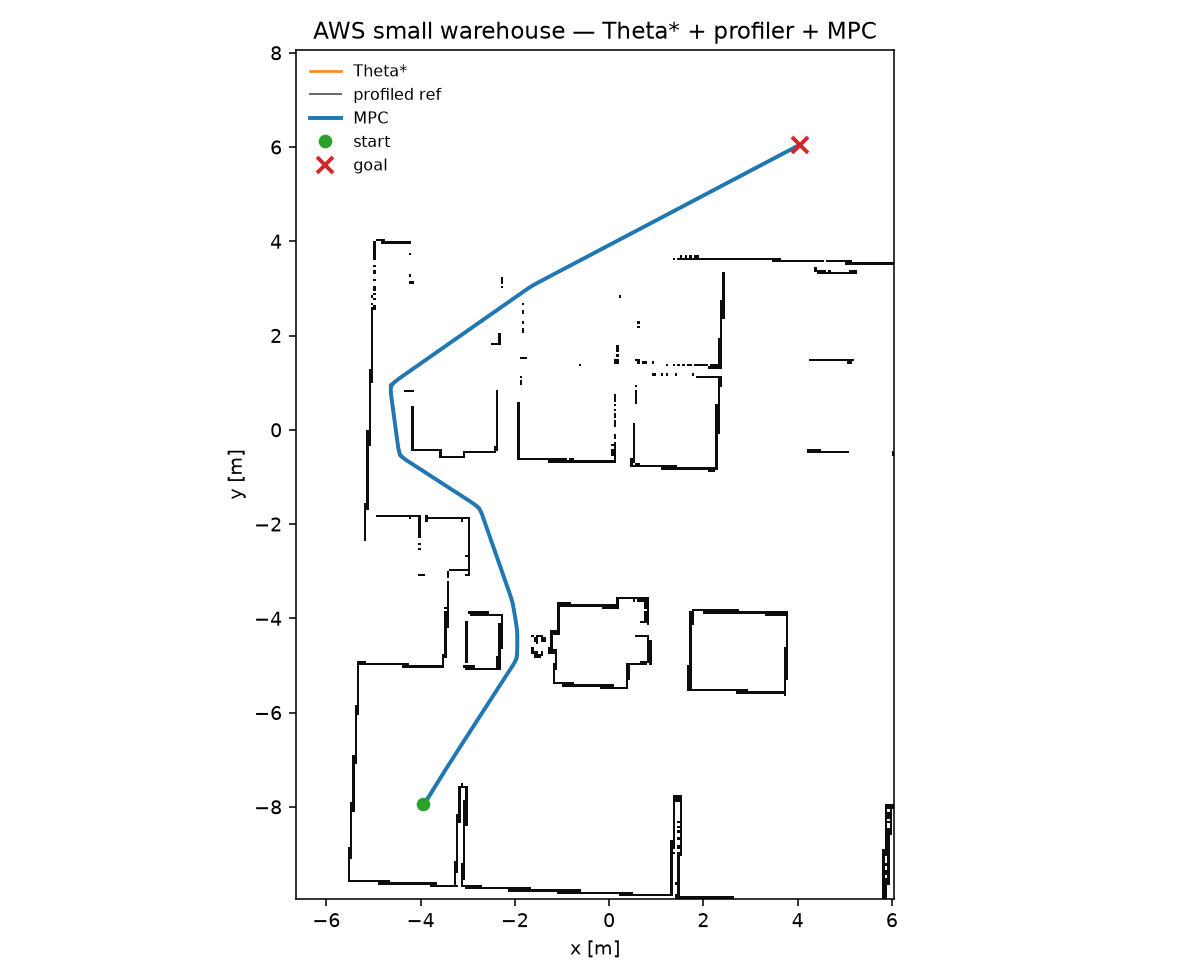 AWS small warehouse — Theta* + profiler + MPC
Theta*
profiled ref
MPC
start
goal
8
6
4
2
0
−2
−4
−6
−8
y [m]
−6
−4
−2
0
2
4
6
x [m]